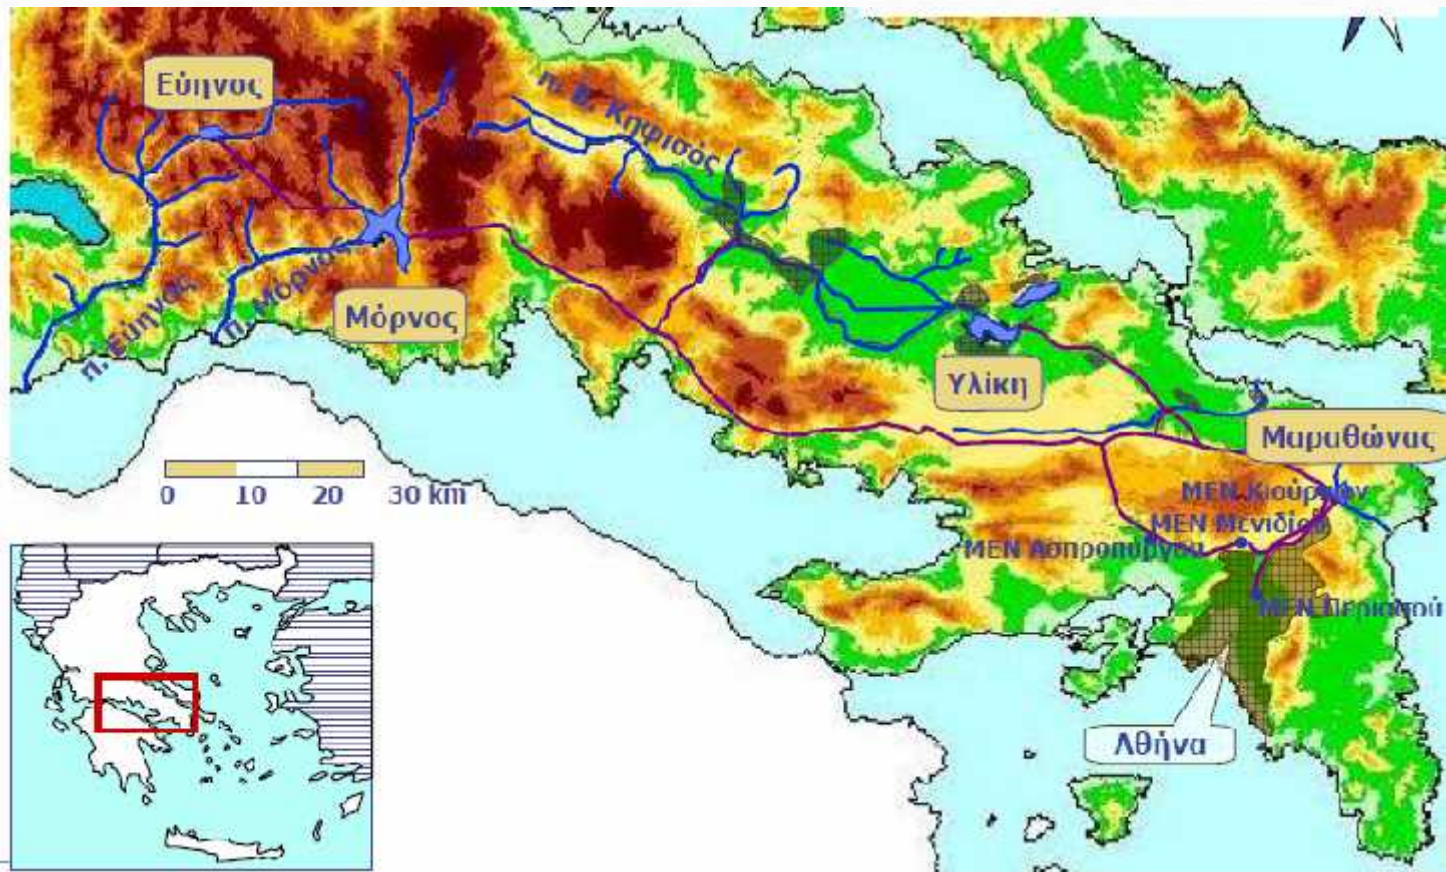 Εύηνος
π. Β. Κηφισός
Μόρνος
π. Εύηνος
π. Μόρνος
Υλίκη
Μαραθώνας
0 10 20 30 km
ΜΕΝ Κιούρκων
ΜΕΝ Μενιδίου
ΜΕΝ Ασπροπύργου
ΜΕΝ Περισσού
Αθήνα